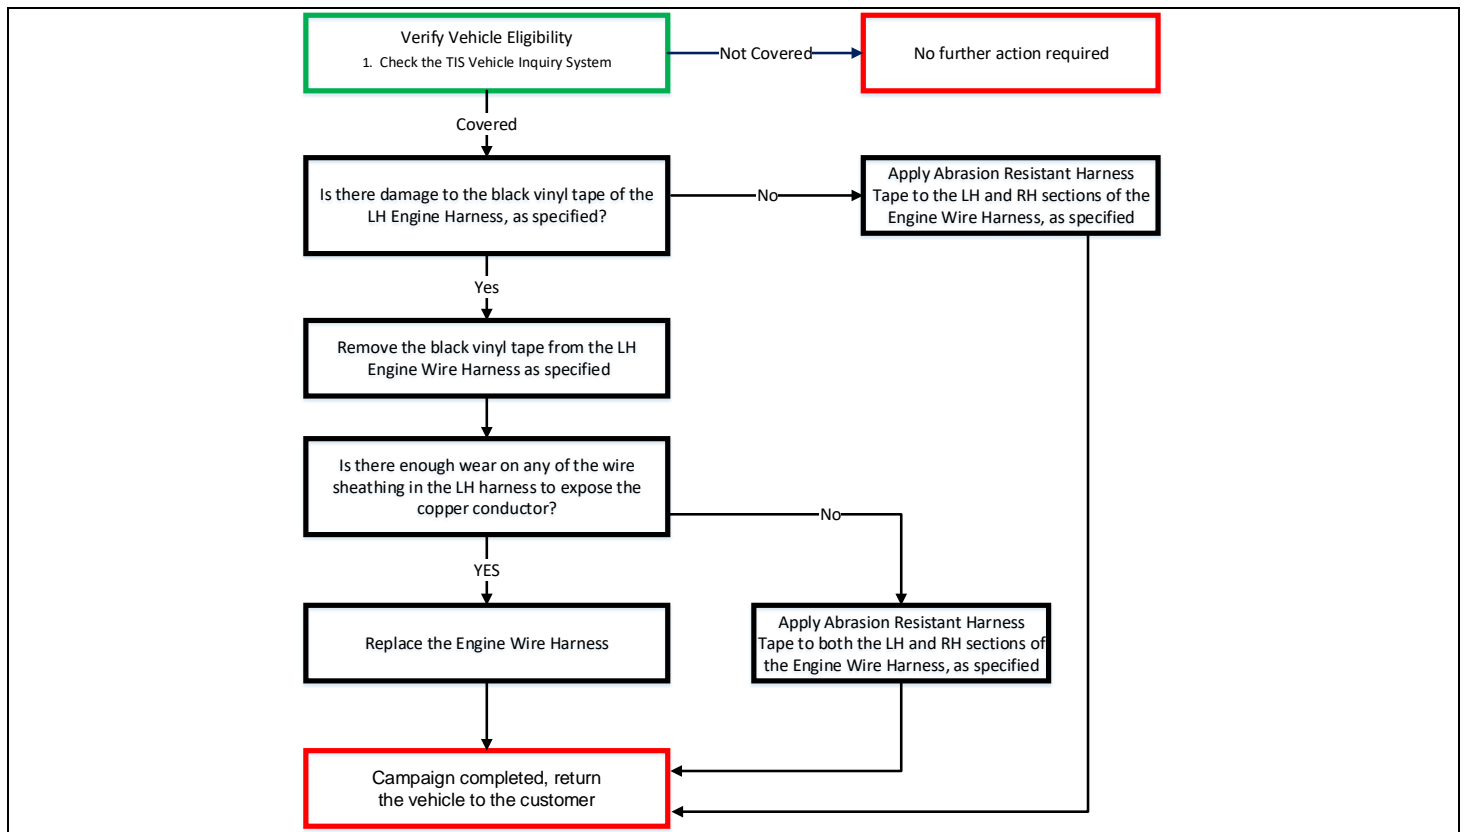 Verify Vehicle Eligibility
1. Check the TIS Vehicle Inquiry System
Not Covered
No further action required
Covered
Is there damage to the black vinyl tape of the
LH Engine Harness, as specified?
No
Apply Abrasion Resistant Harness
Tape to the LH and RH sections of the
Engine Wire Harness, as specified
Yes
Remove the black vinyl tape from the LH
Engine Wire Harness as specified
Is there enough wear on any of the wire
sheathing in the LH harness to expose the
copper conductor?
No
YES
Replace the Engine Wire Harness
Apply Abrasion Resistant Harness
Tape to both the LH and RH sections of
the Engine Wire Harness, as specified
Campaign completed, return
the vehicle to the customer